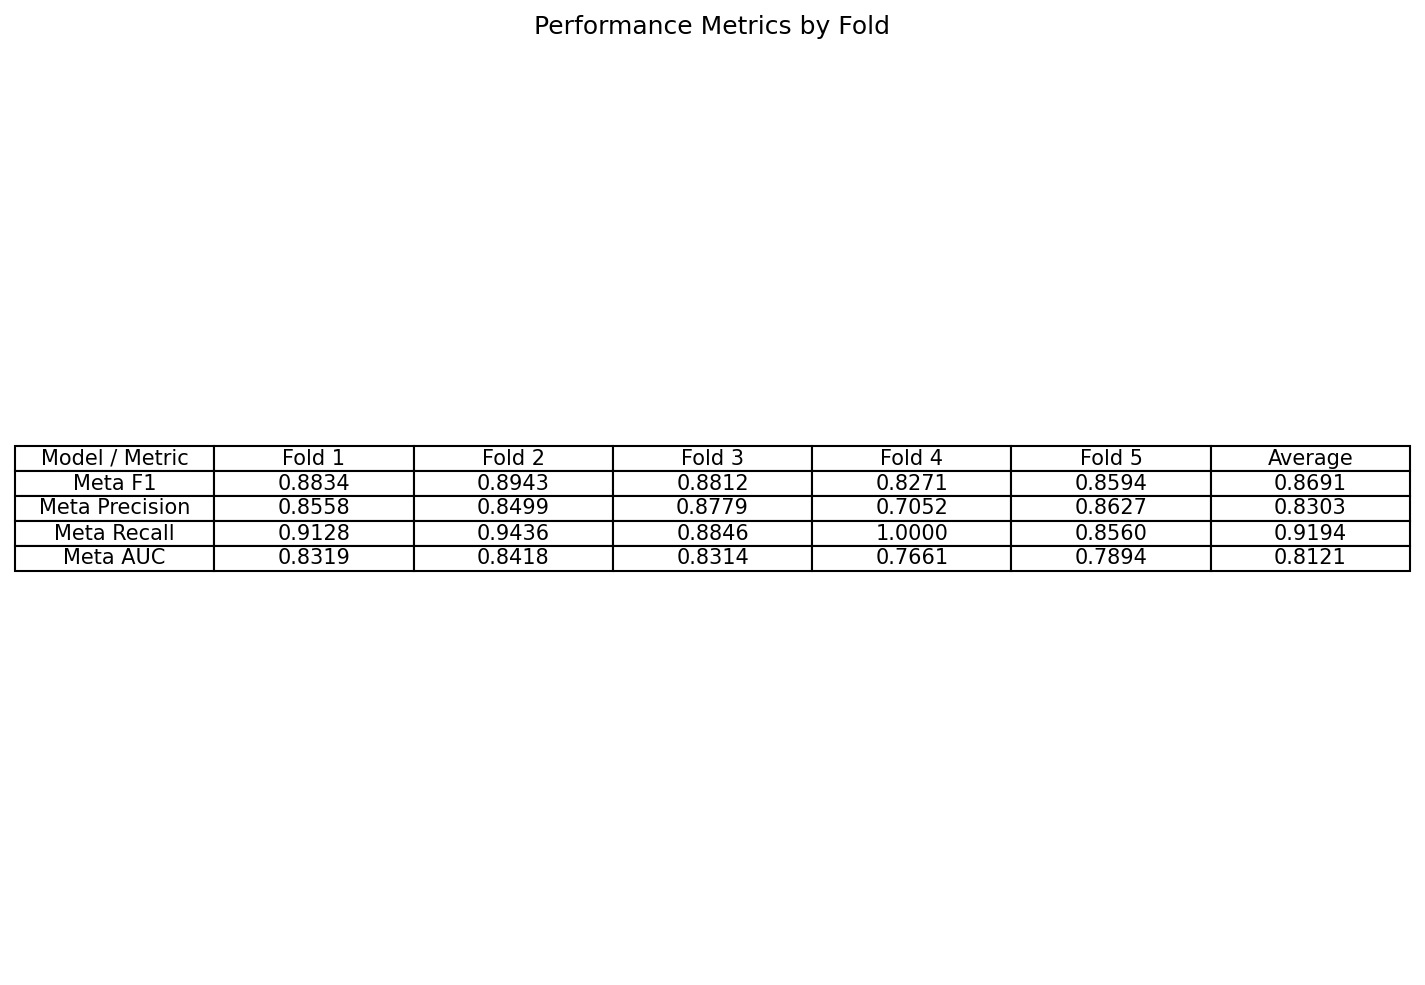 Performance Metrics by Fold
Model / Metric Fold 1 Fold 2 Fold 3 Fold 4 Fold 5 Average
Meta F1 0.8834 0.8943 0.8812 0.8271 0.8594 0.8691
Meta Precision 0.8558 0.8499 0.8779 0.7052 0.8627 0.8303
Meta Recall 0.9128 0.9436 0.8846 1.0000 0.8560 0.9194
Meta AUC 0.8319 0.8418 0.8314 0.7661 0.7894 0.8121